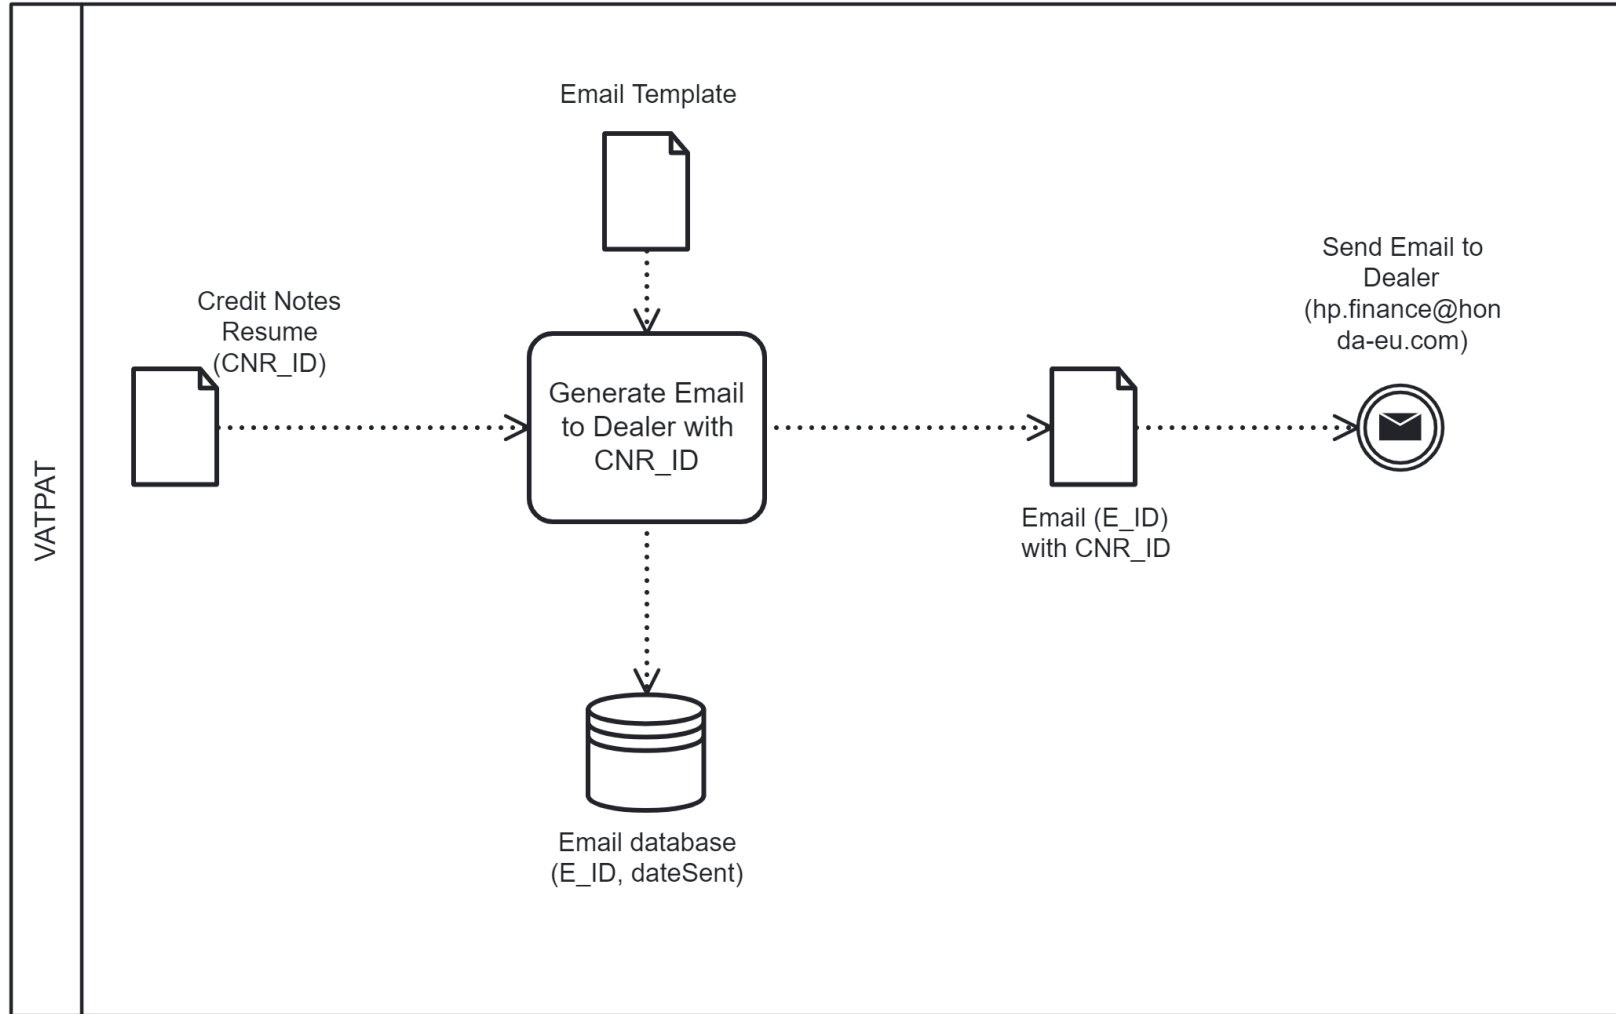 Email Template
Send Email to
Dealer
(hp.finance@hon
da-eu.com)
Credit Notes
Resume
(CNR_ID)
Generate Email
to Dealer with
CNR_ID
Email (E_ID)
with CNR_ID
VATPAT
Email database
(E_ID, dateSent)